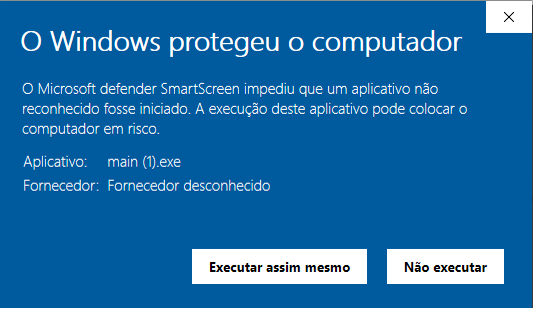 O Windows protegeu o computador
O Microsoft defender SmartScreen impediu que um aplicativo não
reconhecido fosse iniciado. A execução deste aplicativo pode colocar o
computador em risco.
Aplicativo: main (1).exe
Fornecedor: Fornecedor desconhecido
Executar assim mesmo
Não executar